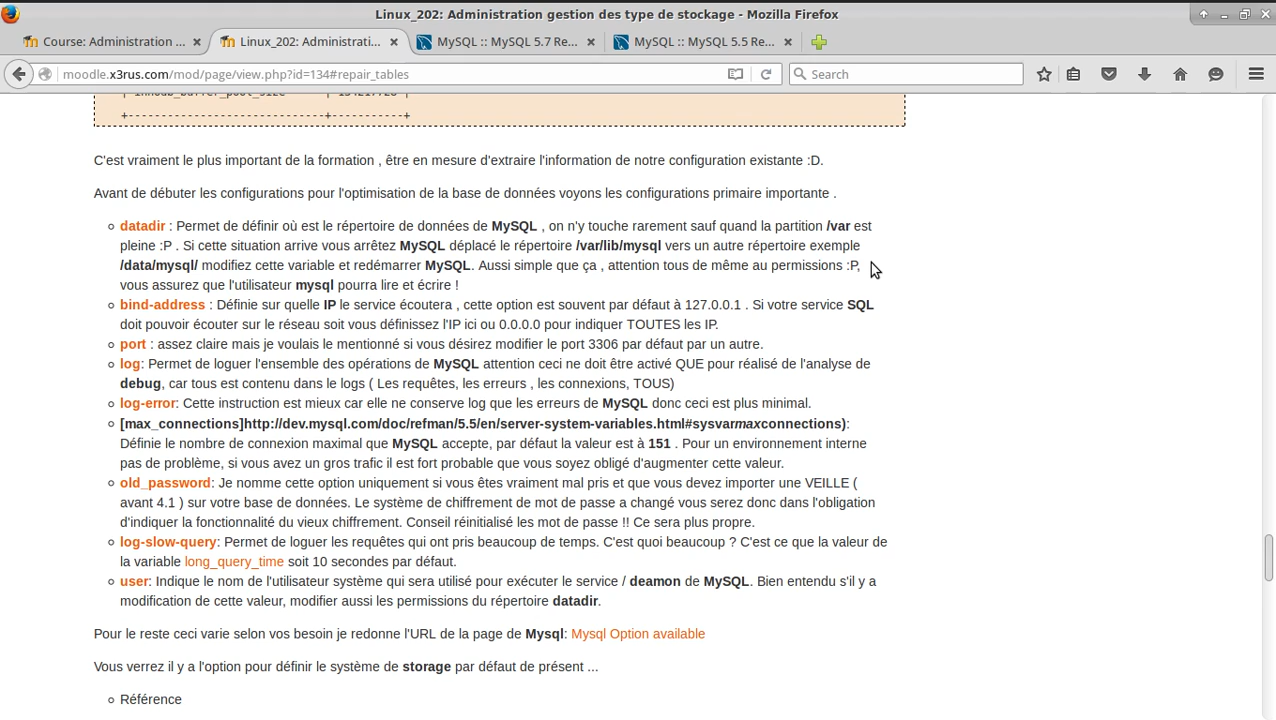 Linux_202: Administration gestion des type de stockage - Mozilla Firefox
Course: Administration ...
Linux_202: Administrati...
MySQL :: MySQL 5.7 Re...
MySQL :: MySQL 5.5 Re...
moodle.x3rus.com/mod/page/view.php?id=134#repair_tables
Search
+------------------------------+-----------+
C'est vraiment le plus important de la formation , être en mesure d'extraire l'information de notre configuration existante :D.
Avant de débuter les configurations pour l'optimisation de la base de données voyons les configurations primaire importante .
datadir : Permet de définir où est le répertoire de données de MySQL , on n'y touche rarement sauf quand la partition /var est
pleine :P . Si cette situation arrive vous arrêtez MySQL déplacé le répertoire /var/lib/mysql vers un autre répertoire exemple
/data/mysql/ modifiez cette variable et redémarrer MySQL. Aussi simple que ça , attention tous de même au permissions :P,
vous assurez que l'utilisateur mysql pourra lire et écrire !
bind-address : Définie sur quelle IP le service écoutera , cette option est souvent par défaut à 127.0.0.1 . Si votre service SQL
doit pouvoir écouter sur le réseau soit vous définissez l'IP ici ou 0.0.0.0 pour indiquer TOUTES les IP.
port : assez claire mais je voulais le mentionné si vous désirez modifier le port 3306 par défaut par un autre.
log: Permet de loguer l'ensemble des opérations de MySQL attention ceci ne doit être activé QUE pour réalisé de l'analyse de
debug, car tous est contenu dans le logs ( Les requêtes, les erreurs , les connexions, TOUS)
log-error: Cette instruction est mieux car elle ne conserve log que les erreurs de MySQL donc ceci est plus minimal.
[max_connections]http://dev.mysql.com/doc/refman/5.5/en/server-system-variables.html#sysvarmaxconnections):
Définie le nombre de connexion maximal que MySQL accepte, par défaut la valeur est à 151 . Pour un environnement interne
pas de problème, si vous avez un gros trafic il est fort probable que vous soyez obligé d'augmenter cette valeur.
old_password: Je nomme cette option uniquement si vous êtes vraiment mal pris et que vous devez importer une VEILLE (
avant 4.1 ) sur votre base de données. Le système de chiffrement de mot de passe a changé vous serez donc dans l'obligation
d'indiquer la fonctionnalité du vieux chiffrement. Conseil réinitialisé les mot de passe !! Ce sera plus propre.
log-slow-query: Permet de loguer les requêtes qui ont pris beaucoup de temps. C'est quoi beaucoup ? C'est ce que la valeur de
la variable long_query_time soit 10 secondes par défaut.
user: Indique le nom de l'utilisateur système qui sera utilisé pour exécuter le service / deamon de MySQL. Bien entendu s'il y a
modification de cette valeur, modifier aussi les permissions du répertoire datadir.
Pour le reste ceci varie selon vos besoin je redonne l'URL de la page de Mysql: Mysql Option available
Vous verrez il y a l'option pour définir le système de storage par défaut de présent ...
Référence